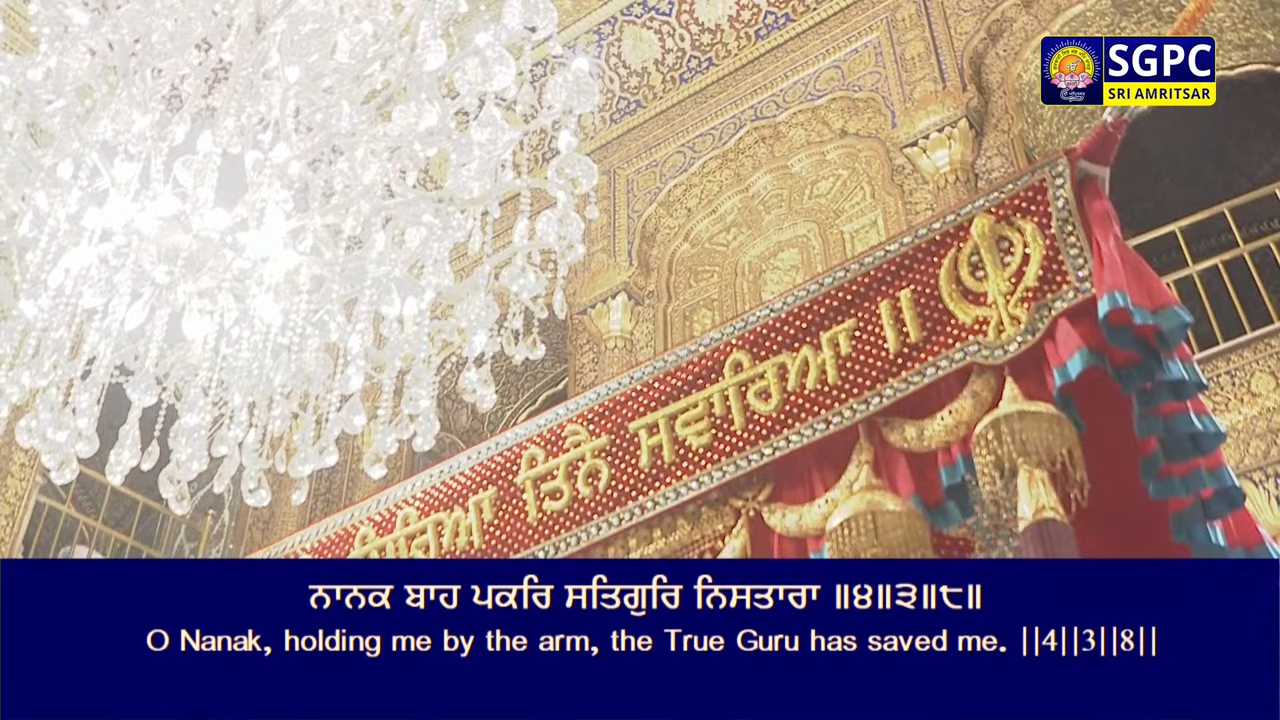 SGPC
SRI AMRITSAR
ਤਿਨੈ ਸਵਾਰਿਆ ॥
ਨਾਨਕ ਬਾਹ ਪਕਰਿ ਸਤਿਗੁਰਿ ਨਿਸਤਾਰਾ ॥੪॥੩॥੮॥
O Nanak, holding me by the arm, the True Guru has saved me. ||4||3||8||